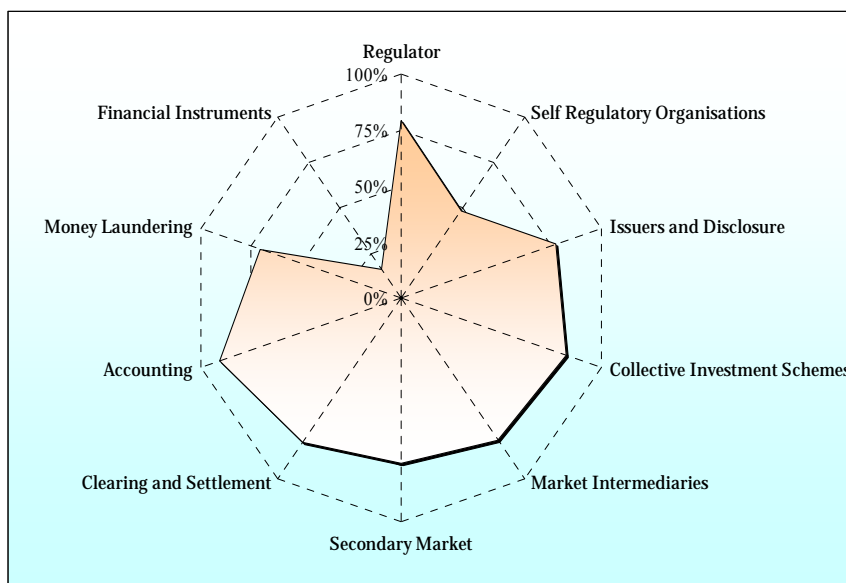 Regulator
100%
Financial Instruments
Self Regulatory Organisations
75%
50%
Money Laundering
Issuers and Disclosure
25%
0%
Accounting
Collective Investment Schemes
Clearing and Settlement
Market Intermediaries
Secondary Market